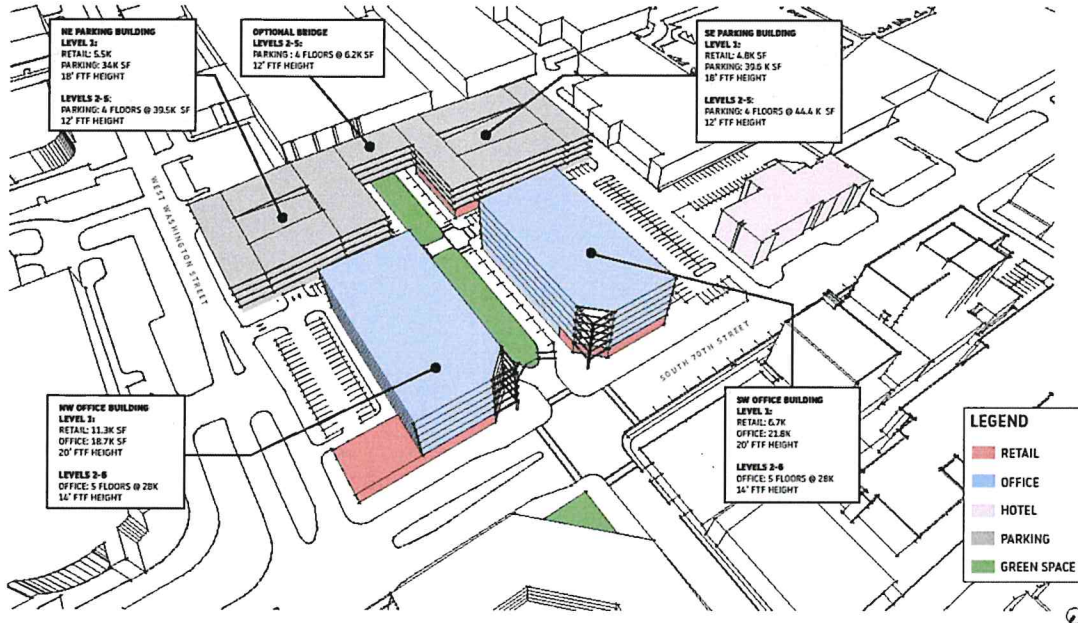 NE PARKING BUILDING
LEVEL 1:
RETAIL: 5.5K
PARKING: 34K SF
18' FTF HEIGHT
LEVELS 2-5:
PARKING: 4 FLOORS @ 39.5K SF
12' FTF HEIGHT
OPTIONAL BRIDGE
LEVELS 2-5:
PARKING : 4 FLOORS @ 6.2K SF
12' FTF HEIGHT
SE PARKING BUILDING
LEVEL 1:
RETAIL: 4.8K SF
PARKING: 39.6 K SF
18' FTF HEIGHT
LEVELS 2-5:
PARKING: 4 FLOORS @ 44.4 K SF
12' FTF HEIGHT
WEST WASHINGTON STREET
SOUTH 70TH STREET
NW OFFICE BUILDING
LEVEL 1:
RETAIL: 11.3K SF
OFFICE: 18.7K SF
20' FTF HEIGHT
LEVELS 2-6
OFFICE: 5 FLOORS @ 28K
14' FTF HEIGHT
SW OFFICE BUILDING
LEVEL 1:
RETAIL: 6.7K
OFFICE: 21.8K
20' FTF HEIGHT
LEVELS 2-6
OFFICE: 5 FLOORS @ 28K
14' FTF HEIGHT
LEGEND
RETAIL
OFFICE
HOTEL
PARKING
GREEN SPACE